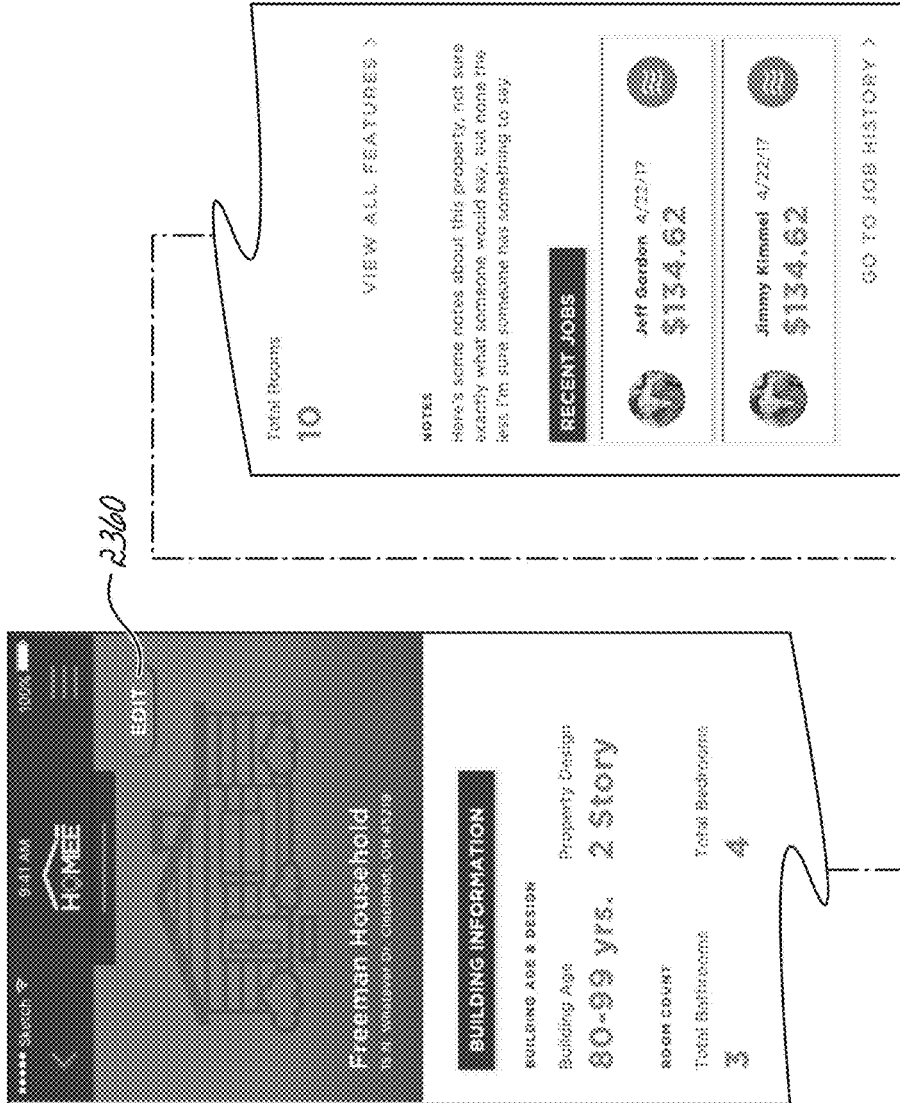 2360
Sketch 9:41 AM 100%
HOMEE
EDIT
Freeman Household
BUILDING INFORMATION
BUILDING AGE & DESIGN
Building Age Property Design
80-99 yrs. 2 Story
ROOM COUNT
Total Bathrooms Total Bedrooms
3 4
Total Rooms
10
VIEW ALL FEATURES >
NOTES
Here's some notes about this property, not sure
exactly what someone would say, but none the
less I'm sure someone has something to say
RECENT JOBS
Jeff Gordon 4/22/17
$134.62
Jimmy Kimmel 4/22/17
$134.62
GO TO JOB HISTORY >